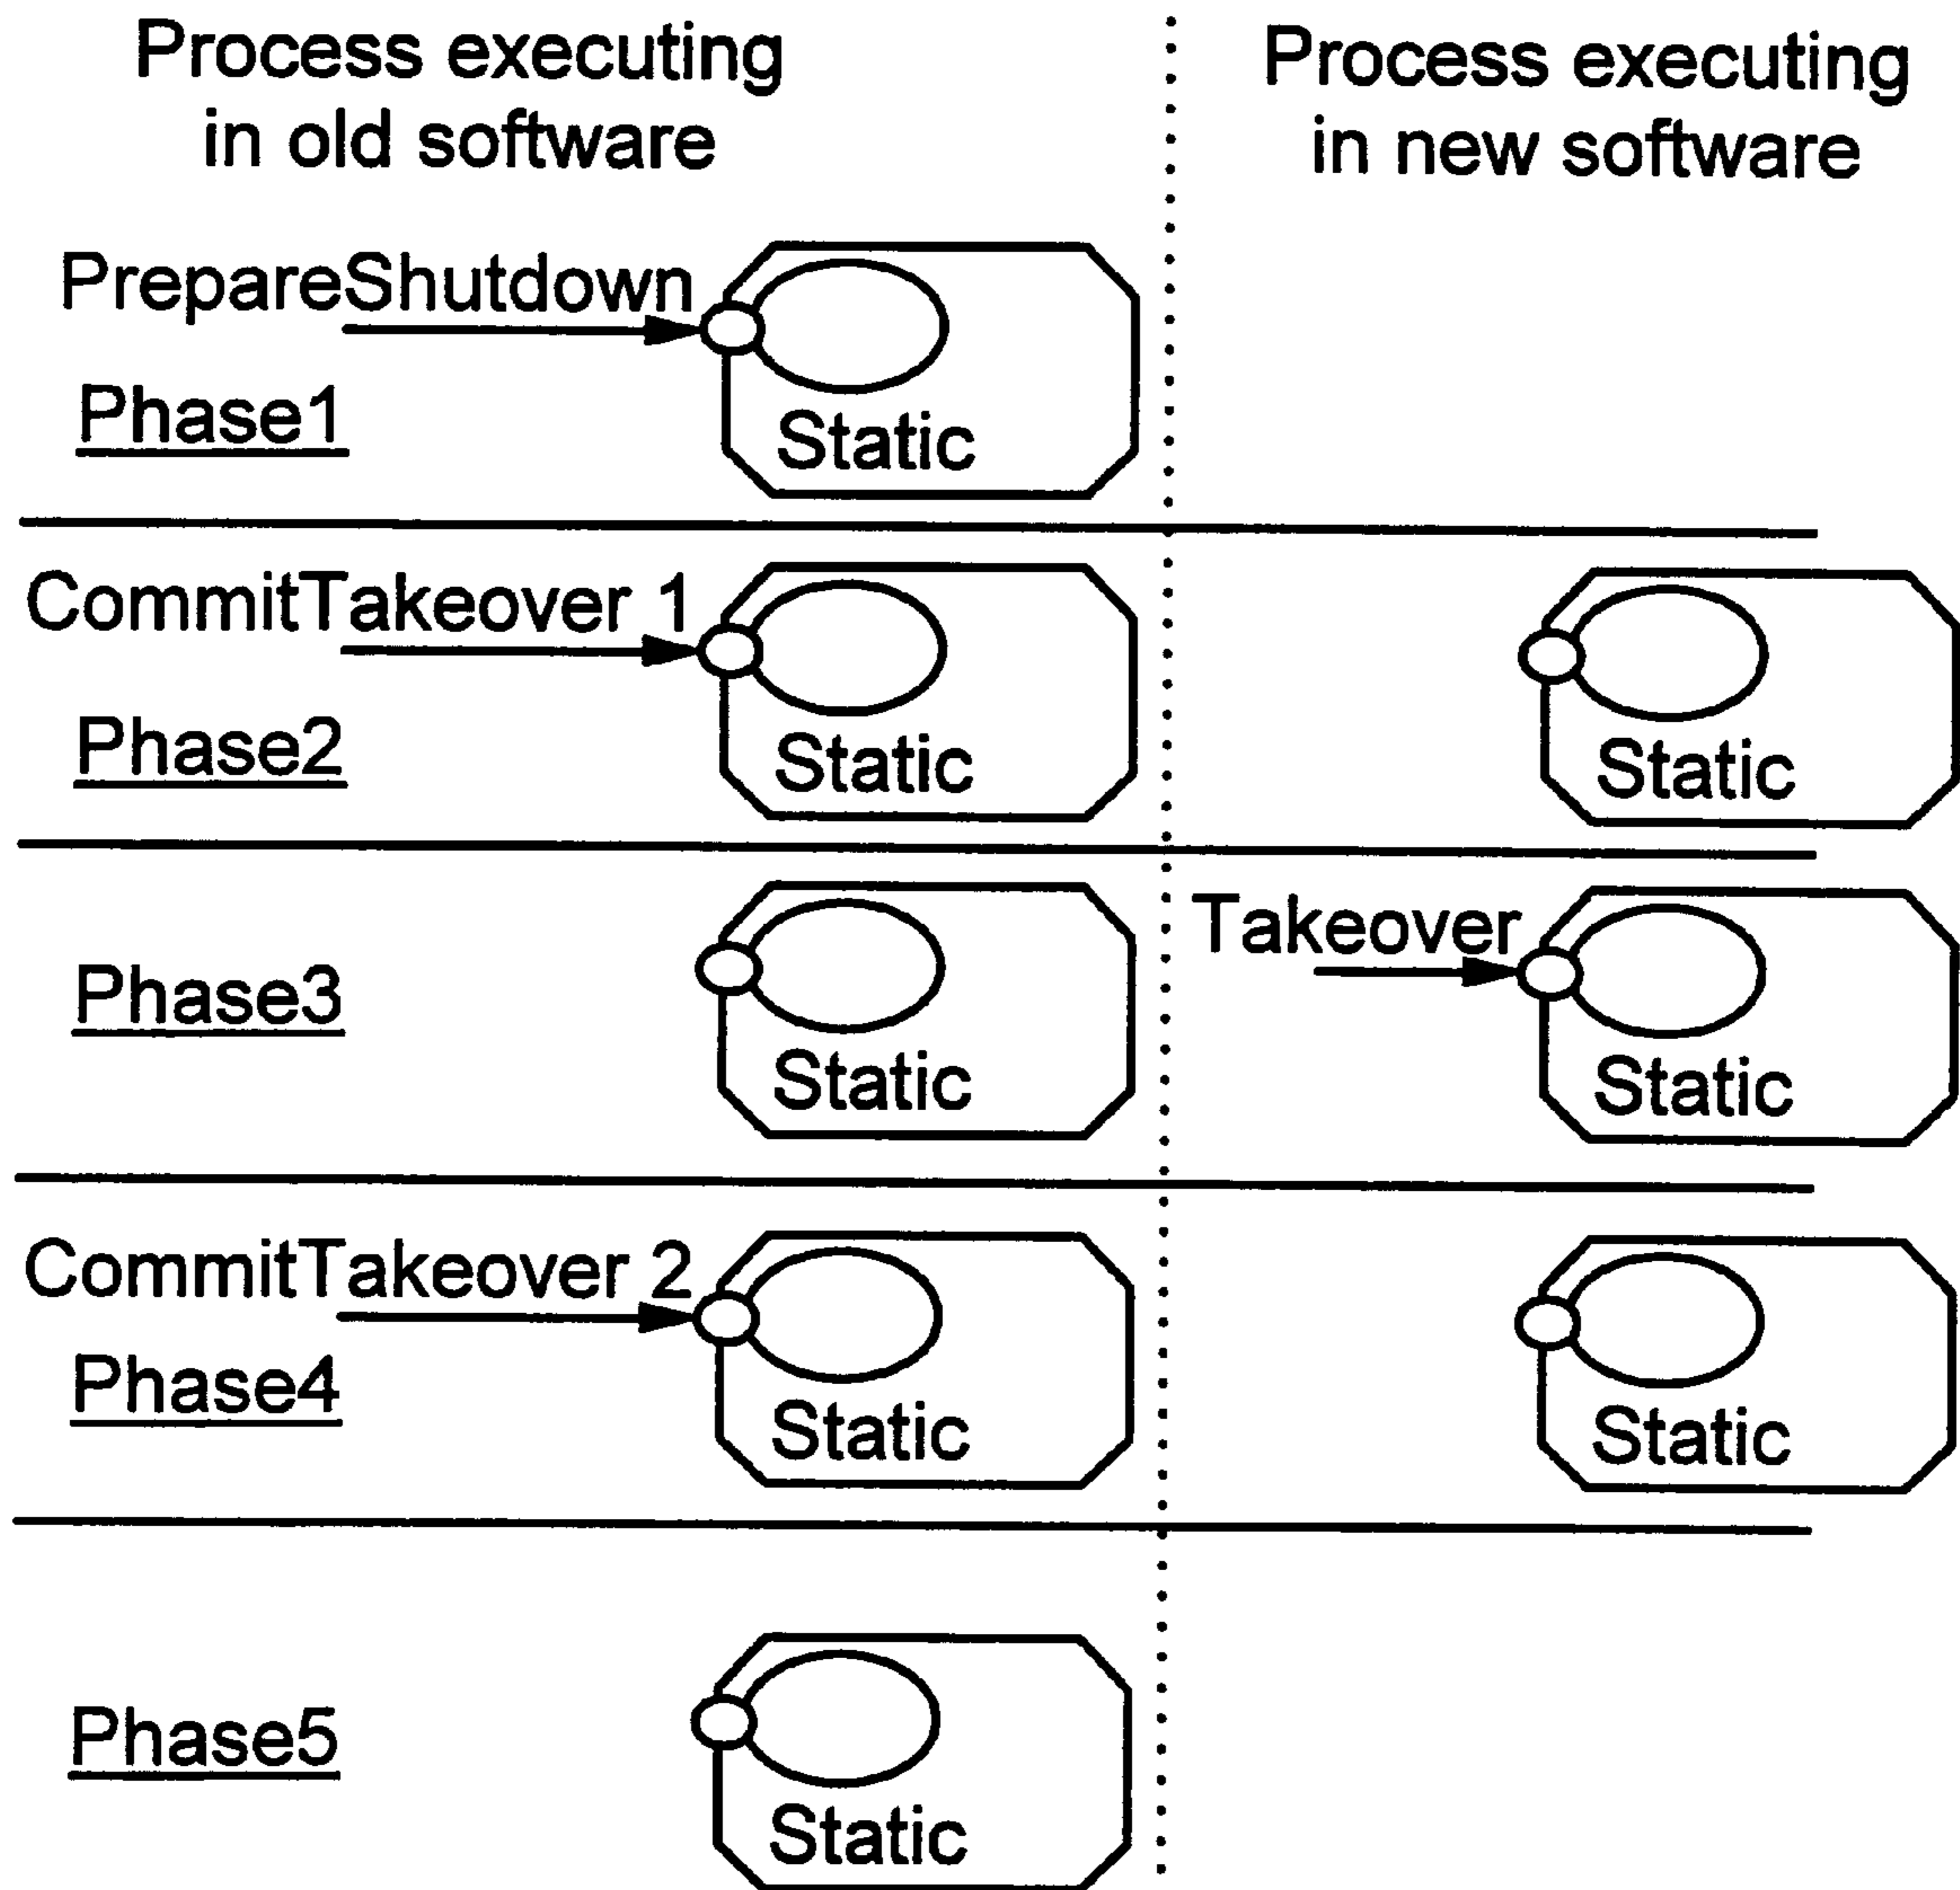 Process executing
in old software
Process executing
in new software
PrepareShutdown
Phase1
Static
CommitTakeover 1
Phase2
Static
Static
Takeover
Phase3
Static
Static
CommitTakeover 2
Phase4
Static
Static
Phase5
Static